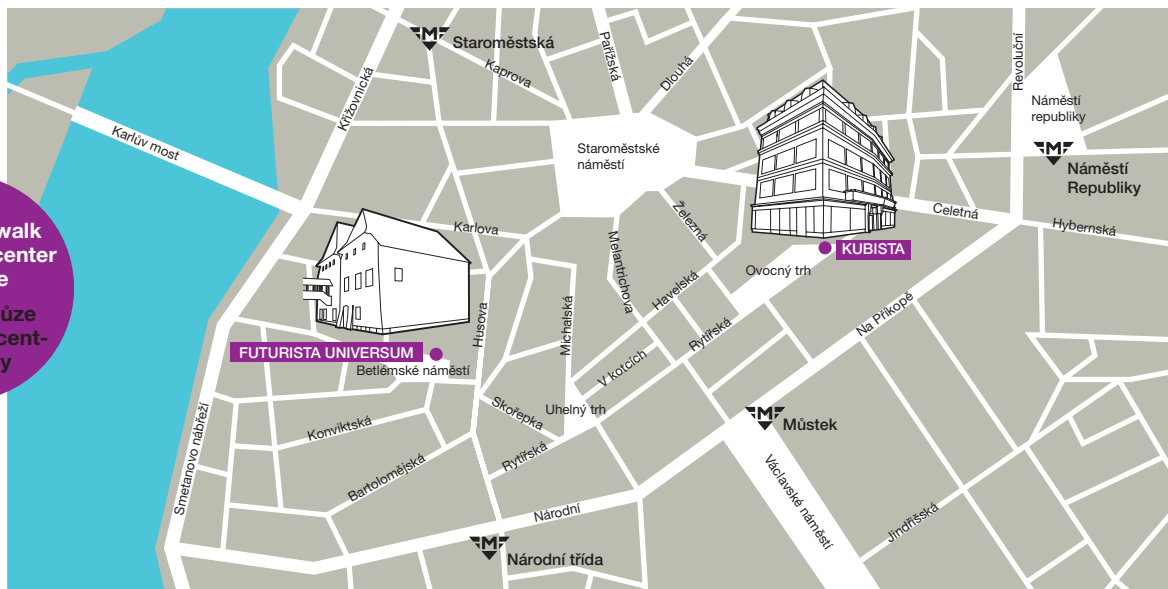 Staroměstská
Kaprova
Pařížská
Dlouhá
Revoluční
Křižovnická
Náměstí
republiky
Náměstí
Republiky
Karlův most
Staroměstské
náměstí
walk
center
e
ůze
cent-
y
Karlova
Železná
Celetná
Hybernská
KUBISTA
Ovocný trh
Melantrichova
Havelská
Michalská
Husova
Rytířská
Na Příkopě
FUTURISTA UNIVERSUM
Betlémské náměstí
V kotcích
Skořepka
Uhelný trh
Konviktská
Můstek
Smetanovo nábřeží
Bartolomějská
Rytířská
Václavské náměstí
Národní
Jindřišská
Národní třída